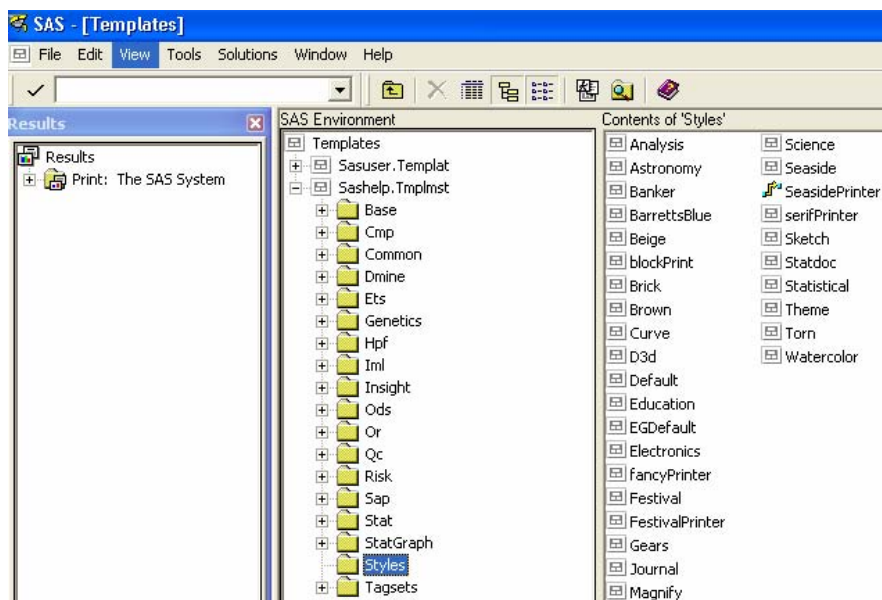 SAS - [Templates]
File Edit View Tools Solutions Window Help
Results
Results
Print: The SAS System
SAS Environment
Templates
Sasuser.Templat
Sashelp.Tmplmst
Base
Cmp
Common
Dmine
Ets
Genetics
Hpf
Iml
Insight
Ods
Or
Qc
Risk
Sap
Stat
StatGraph
Styles
Tagsets
Contents of 'Styles'
Analysis
Astronomy
Banker
BarrettsBlue
Beige
blockPrint
Brick
Brown
Curve
D3d
Default
Education
EGDefault
Electronics
fancyPrinter
Festival
FestivalPrinter
Gears
Journal
Magnify
Science
Seaside
SeasidePrinter
serifPrinter
Sketch
Statdoc
Statistical
Theme
Torn
Watercolor